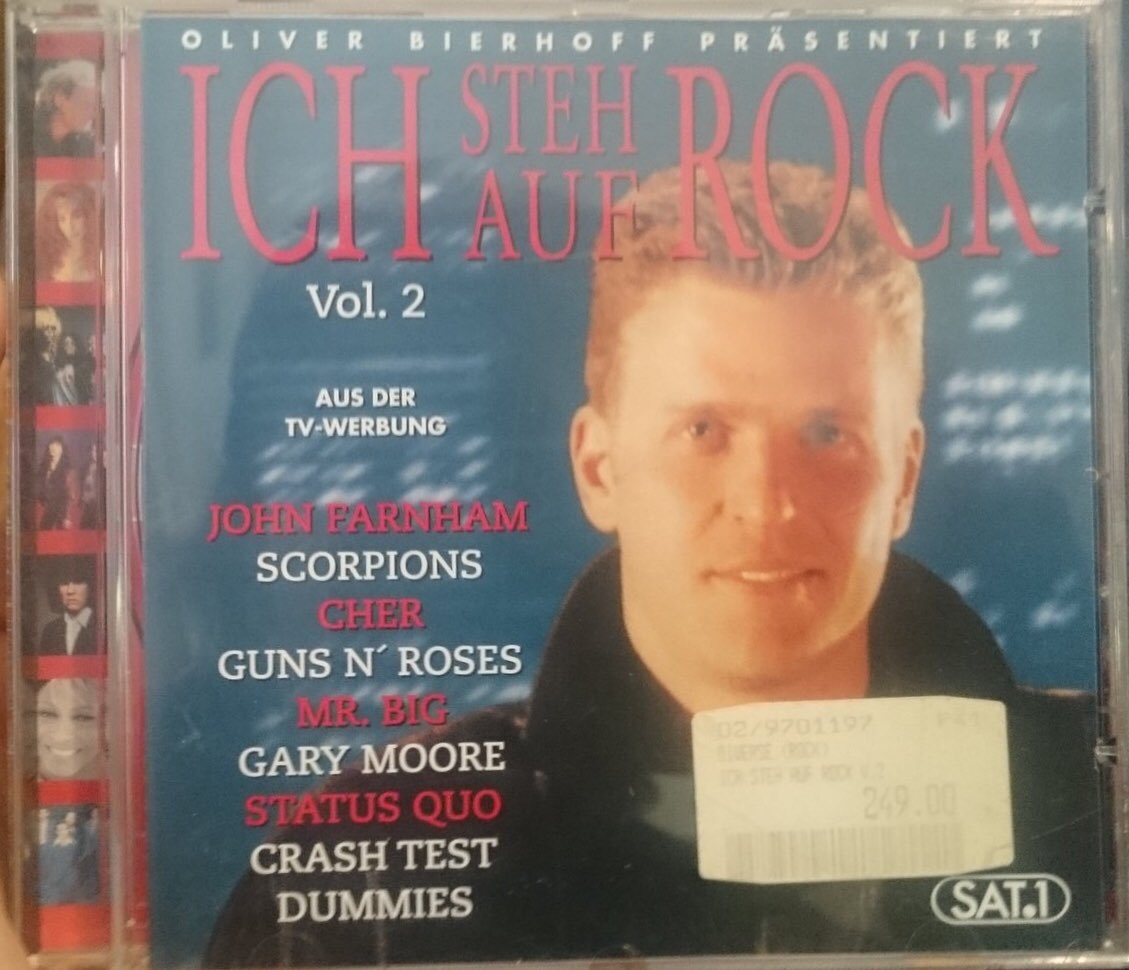 OLIVER BIERHOFF PRÄSENTIERT
ICH STEH AUF ROCK
Vol. 2
AUS DER
TV-WERBUNG
JOHN FARNHAM
SCORPIONS
CHER
GUNS N´ ROSES
MR. BIG
GARY MOORE
STATUS QUO
CRASH TEST
DUMMIES
02/9701197
(ROCK)
ICH STEH AUF ROCK V.2
249.00
SAT.1